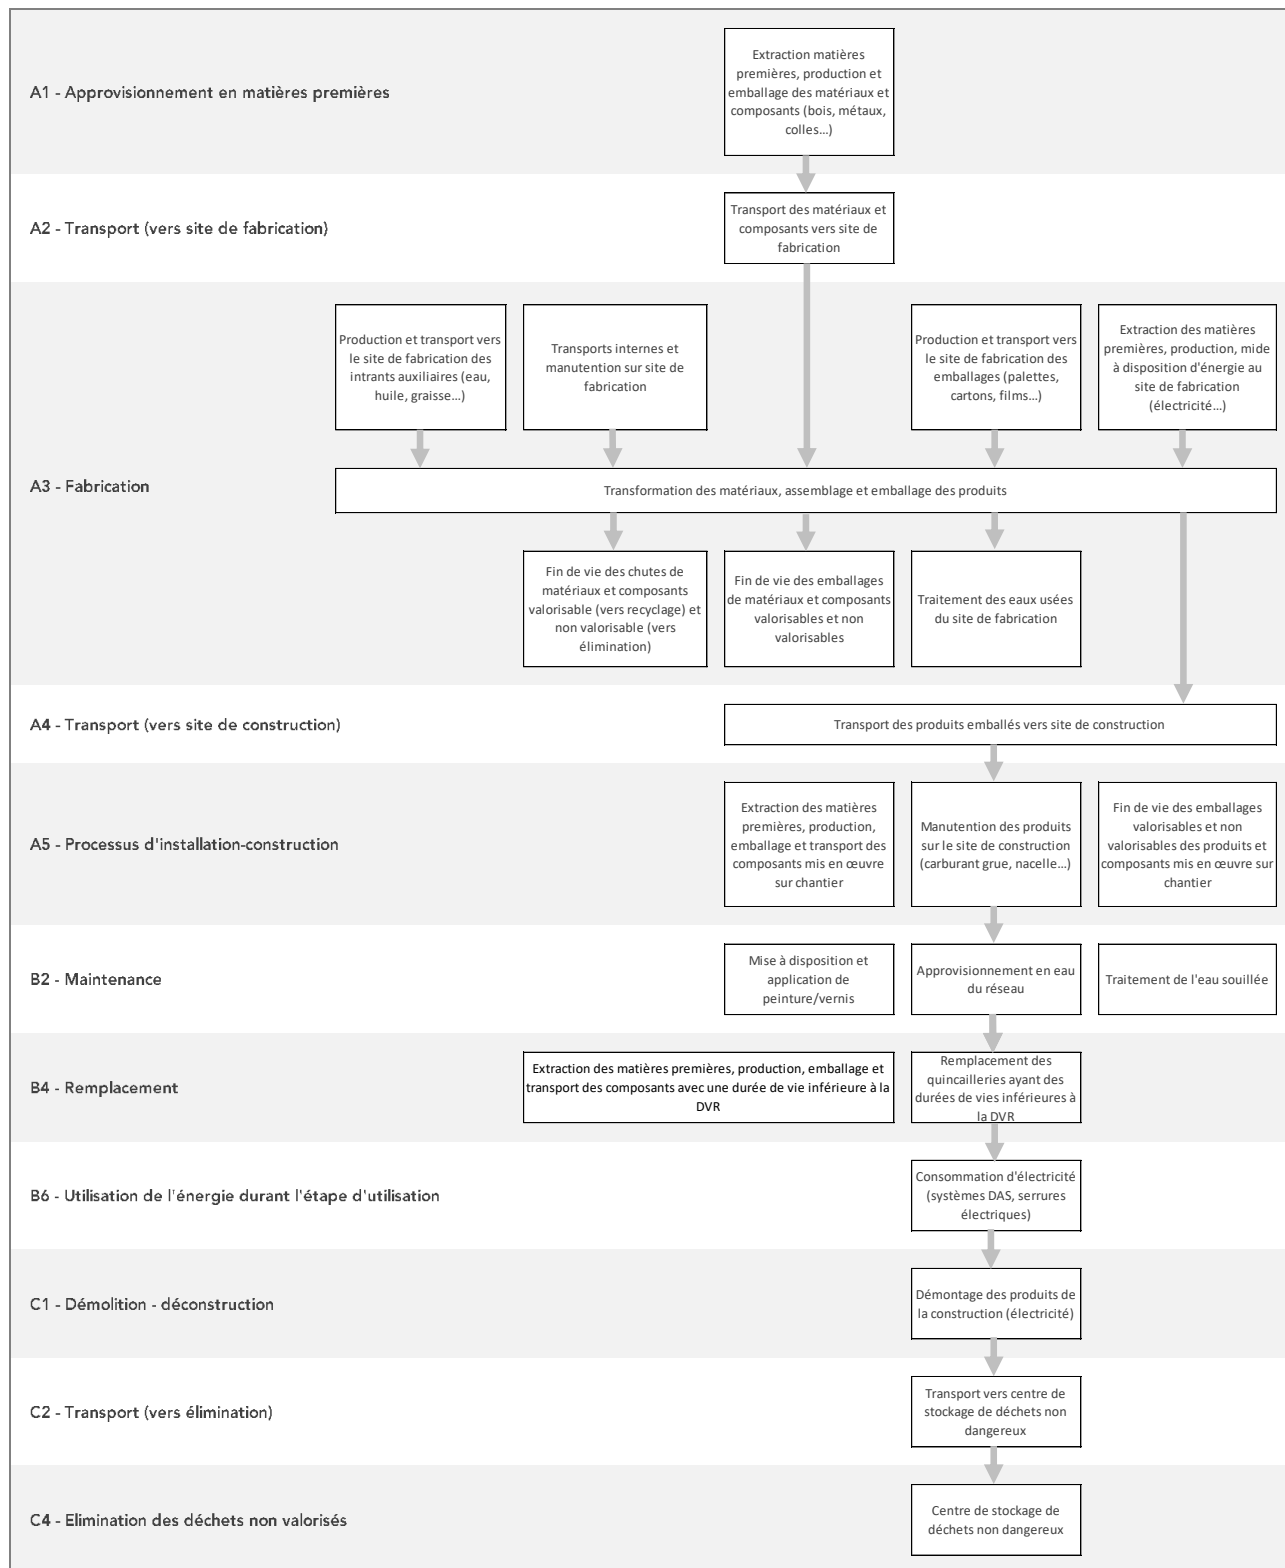 A1 - Approvisionnement en matières premières
Extraction matières
premières, production et
emballage des matériaux et
composants (bois, métaux,
colles...)
A2 - Transport (vers site de fabrication)
Transport des matériaux et
composants vers site de
fabrication
A3 - Fabrication
Production et transport vers
le site de fabrication des
intrants auxiliaires (eau,
huile, graisse...)
Transports internes et
manutention sur site de
fabrication
Production et transport vers
le site de fabrication des
emballages (palettes,
cartons, films...)
Extraction des matières
premières, production, mide
à disposition d'énergie au
site de fabrication
(électricité...)
Transformation des matériaux, assemblage et emballage des produits
Fin de vie des chutes de
matériaux et composants
valorisable (vers recyclage) et
non valorisable (vers
élimination)
Fin de vie des emballages
de matériaux et composants
valorisables et non
valorisables
Traitement des eaux usées
du site de fabrication
A4 - Transport (vers site de construction)
Transport des produits emballés vers site de construction
A5 - Processus d'installation-construction
Extraction des matières
premières, production,
emballage et transport des
composants mis en œuvre
sur chantier
Manutention des produits
sur le site de construction
(carburant grue, nacelle...)
Fin de vie des emballages
valorisables et non
valorisables des produits et
composants mis en œuvre sur
chantier
B2 - Maintenance
Mise à disposition et
application de
peinture/vernis
Approvisionnement en eau
du réseau
Traitement de l'eau souillée
B4 - Remplacement
Extraction des matières premières, production, emballage et
transport des composants avec une durée de vie inférieure à la
DVR
Remplacement des
quincailleries ayant des
durées de vies inférieures à
la DVR
B6 - Utilisation de l'énergie durant l'étape d'utilisation
Consommation d'électricité
(systèmes DAS, serrures
électriques)
C1 - Démolition - déconstruction
Démontage des produits de
la construction (électricité)
C2 - Transport (vers élimination)
Transport vers centre de
stockage de déchets non
dangereux
C4 - Elimination des déchets non valorisés
Centre de stockage de
déchets non dangereux